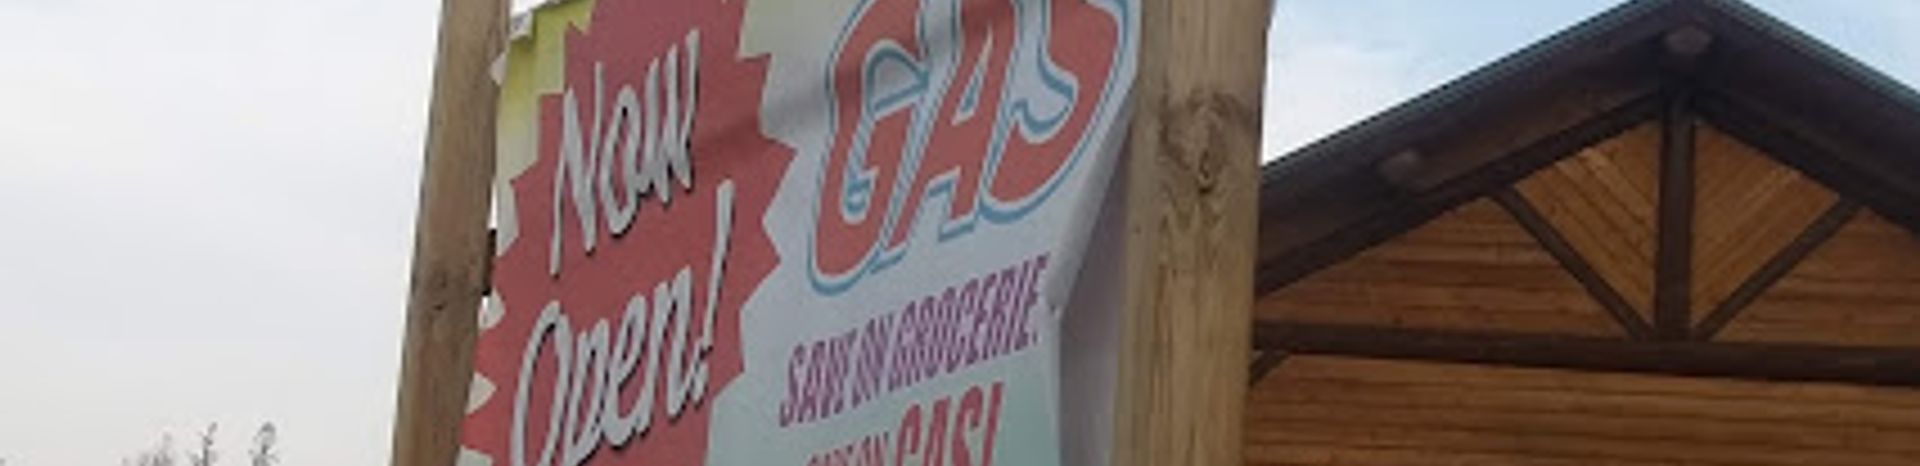 Now
Open!
GAS
SAVE ON GROCERIE
GAS!